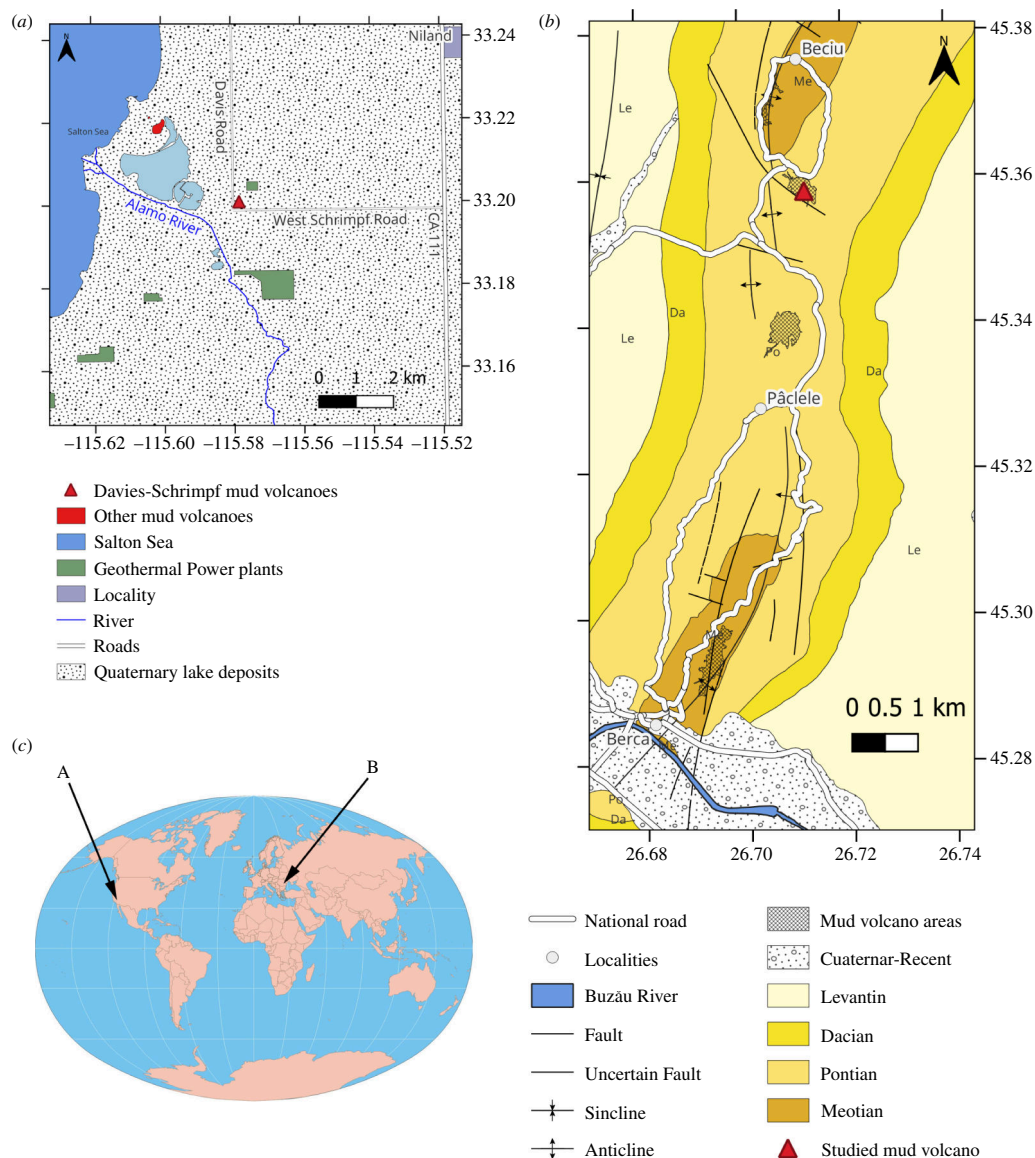 (a)
N
Niland
33.24
Davis Road
33.22
Salton Sea
33.20
West Schrimpf Road
Alamo River
CA-111
33.18
33.16
0 1 2 km
−115.62 −115.60 −115.58 −115.56 −115.54 −115.52
Davies-Schrimpf mud volcanoes
Other mud volcanoes
Salton Sea
Geothermal Power plants
Locality
River
Roads
Quaternary lake deposits
(b)
N
45.38
Beciu
Me
Le
45.36
Da
45.34
Le
Po
Da
Pâclele
45.32
Le
45.30
0 0.5 1 km
Berca
45.28
Po
Da
26.68 26.70 26.72 26.74
National road
Localities
Buzău River
Fault
Uncertain Fault
Sincline
Anticline
Mud volcano areas
Cuaternar-Recent
Levantin
Dacian
Pontian
Meotian
Studied mud volcano
(c)
A
B